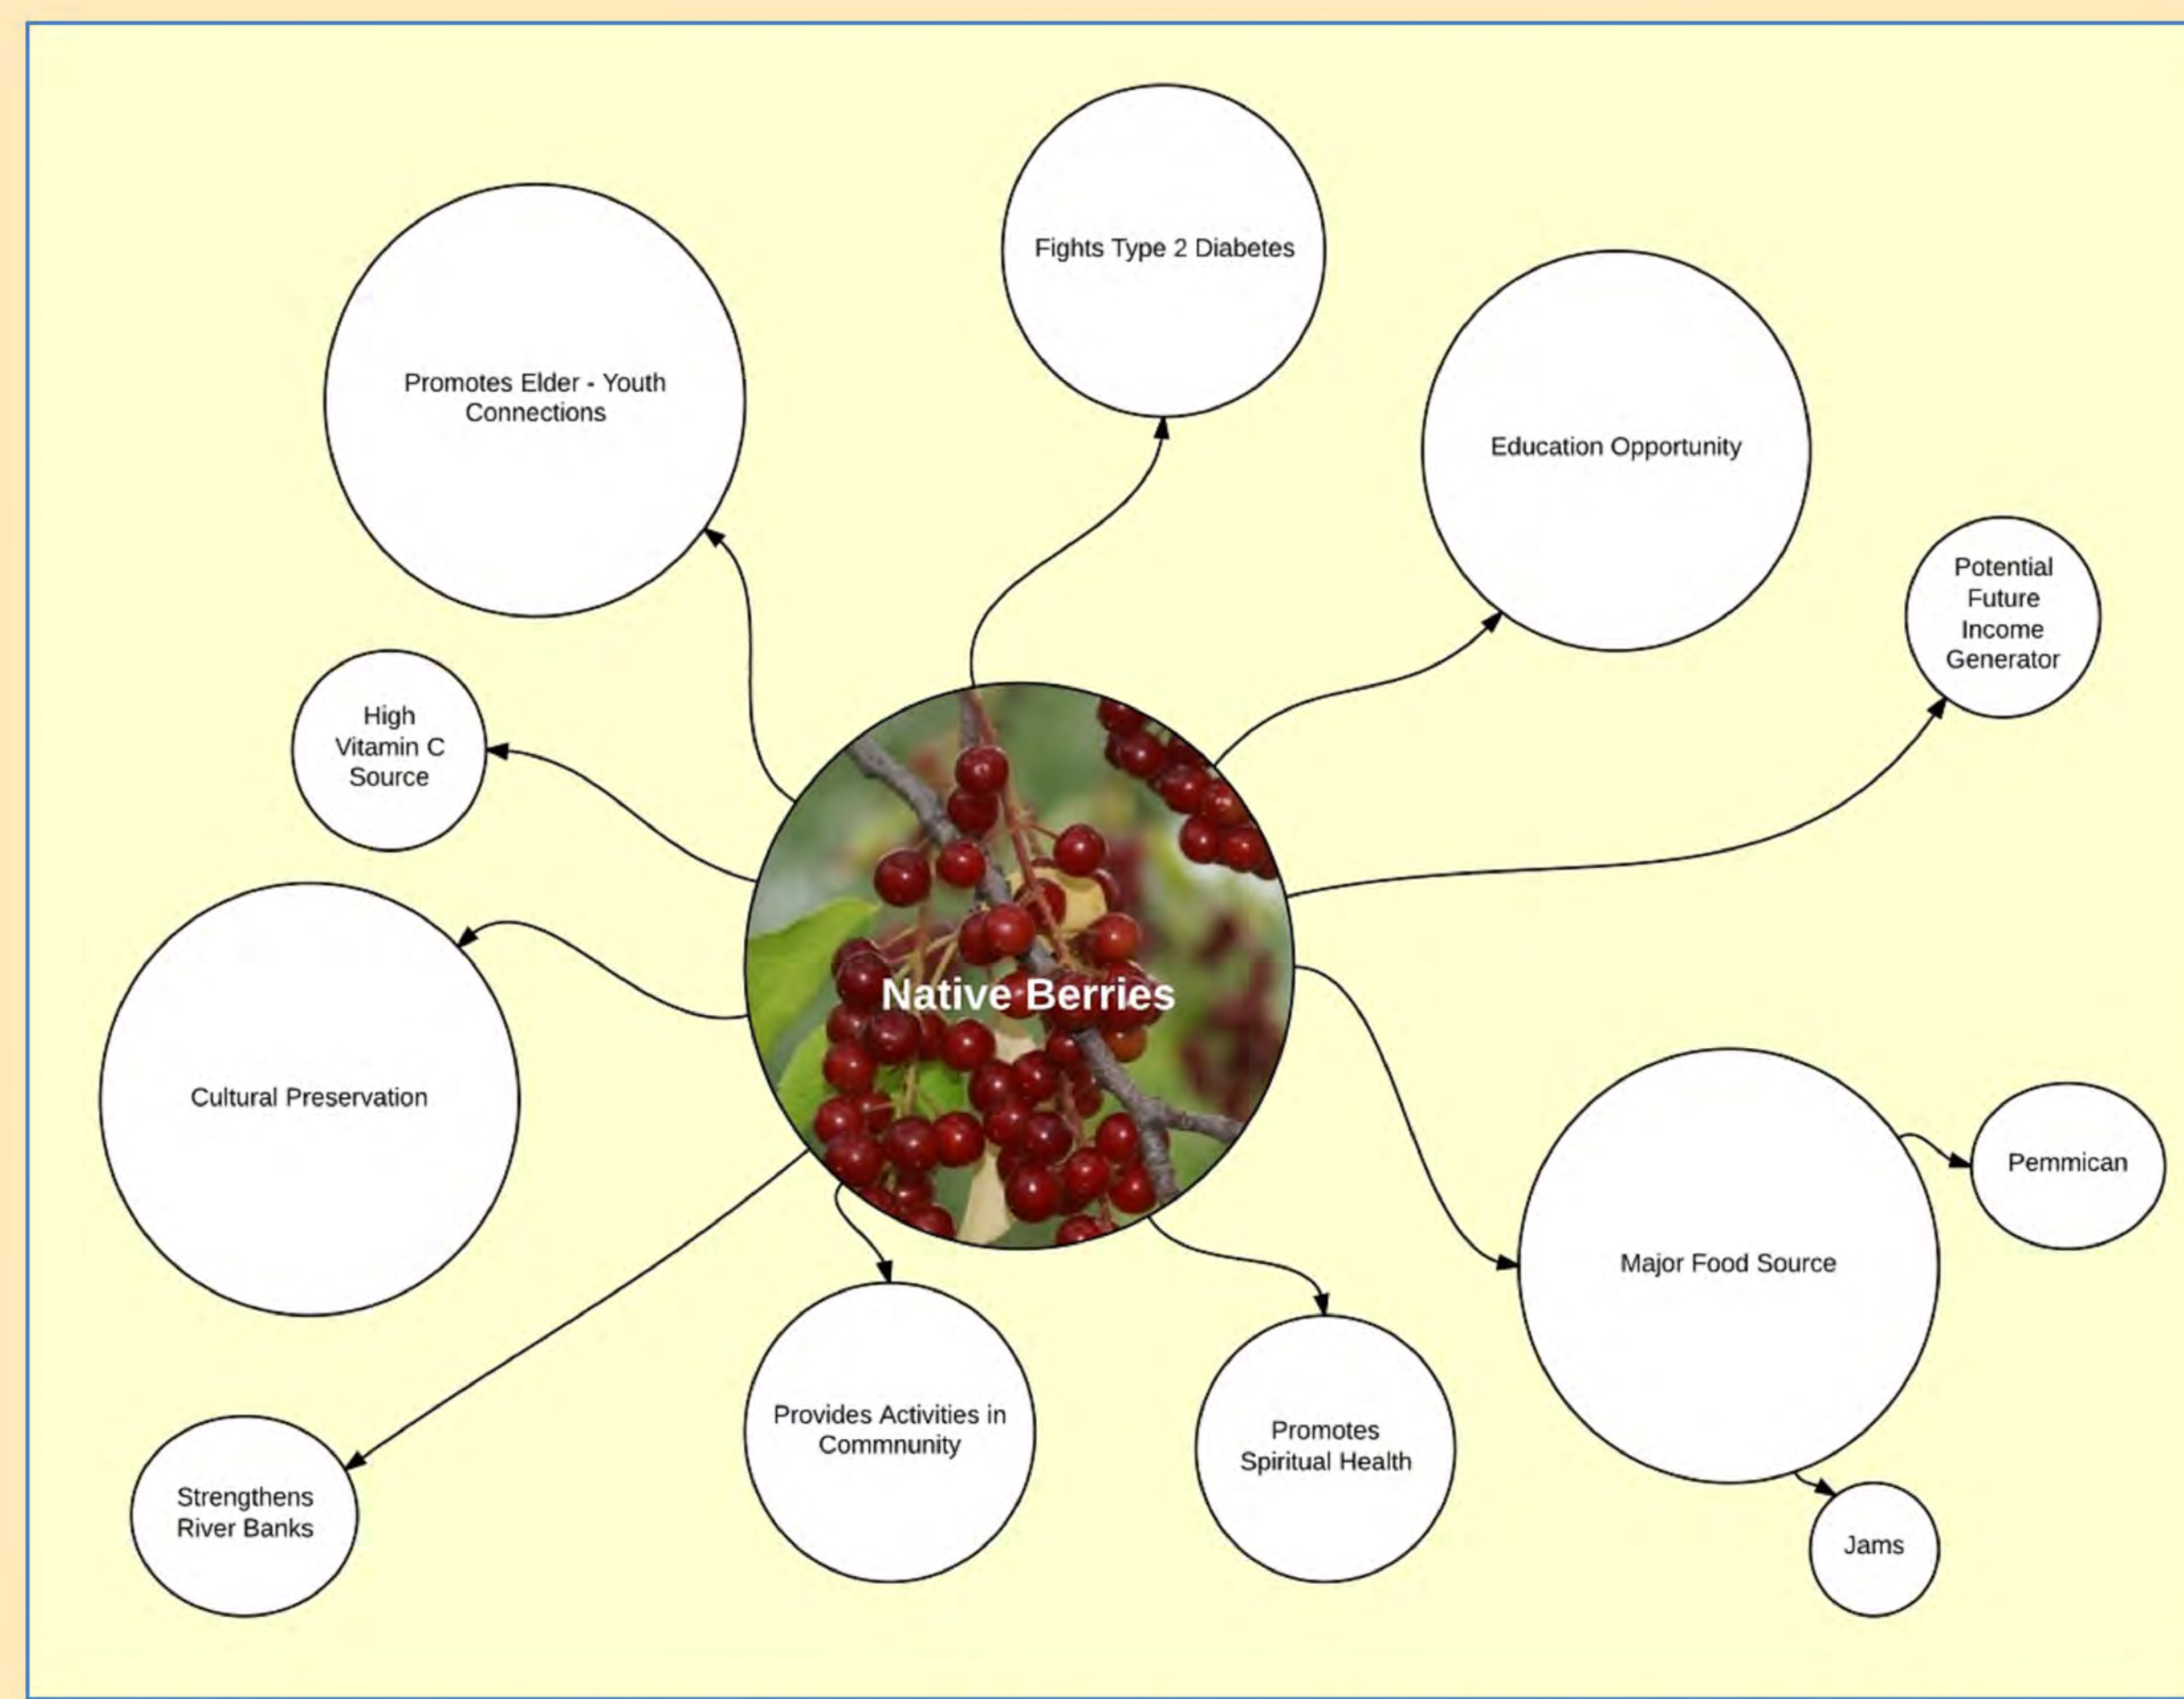 Fights Type 2 Diabetes
Promotes Elder - Youth
Connections
Education Opportunity
Potential
Future
Income
Generator
High
Vitamin C
Source
Native Berries
Cultural Preservation
Pemmican
Major Food Source
Provides Activities in
Commnunity
Promotes
Spiritual Health
Strengthens
River Banks
Jams